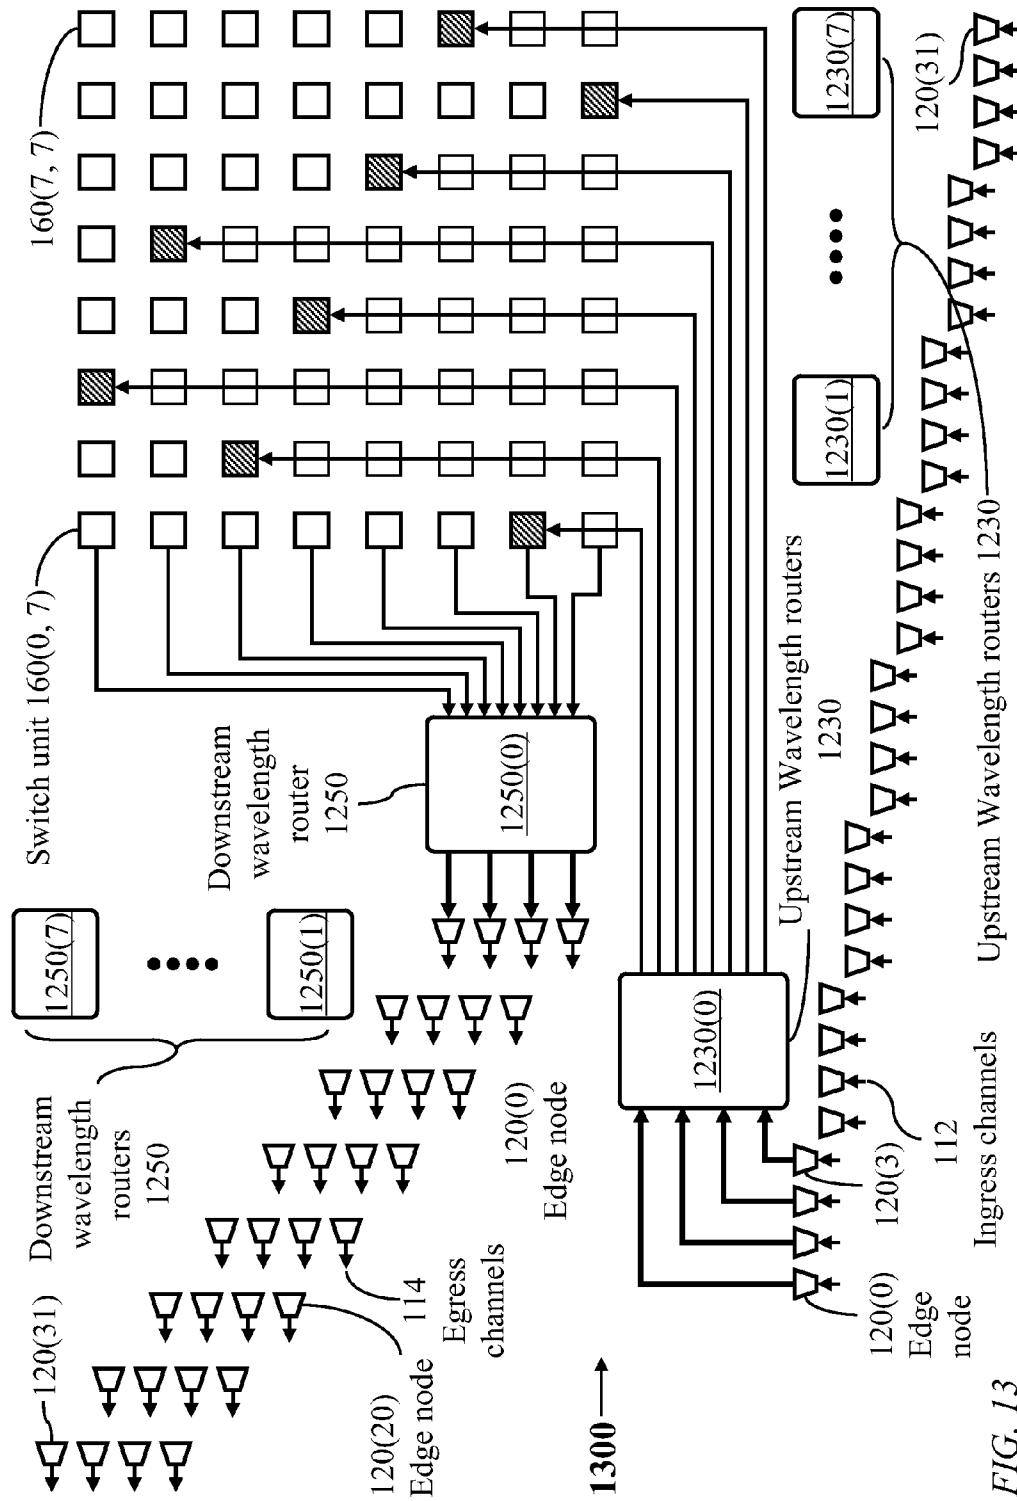 160(7, 7)
Switch unit 160(0, 7)
1250(7)
1250(1)
Downstream
wavelength
routers
1250
120(31)
Downstream
wavelength
router
1250
1250(0)
120(0)
Edge node
114
Egress
channels
120(20)
Edge node
1230(7)
1230(1)
120(31)
Upstream Wavelength routers
1230
1230(0)
Upstream Wavelength routers 1230
112
Ingress channels
120(3)
120(0)
Edge
node
1300
FIG. 13